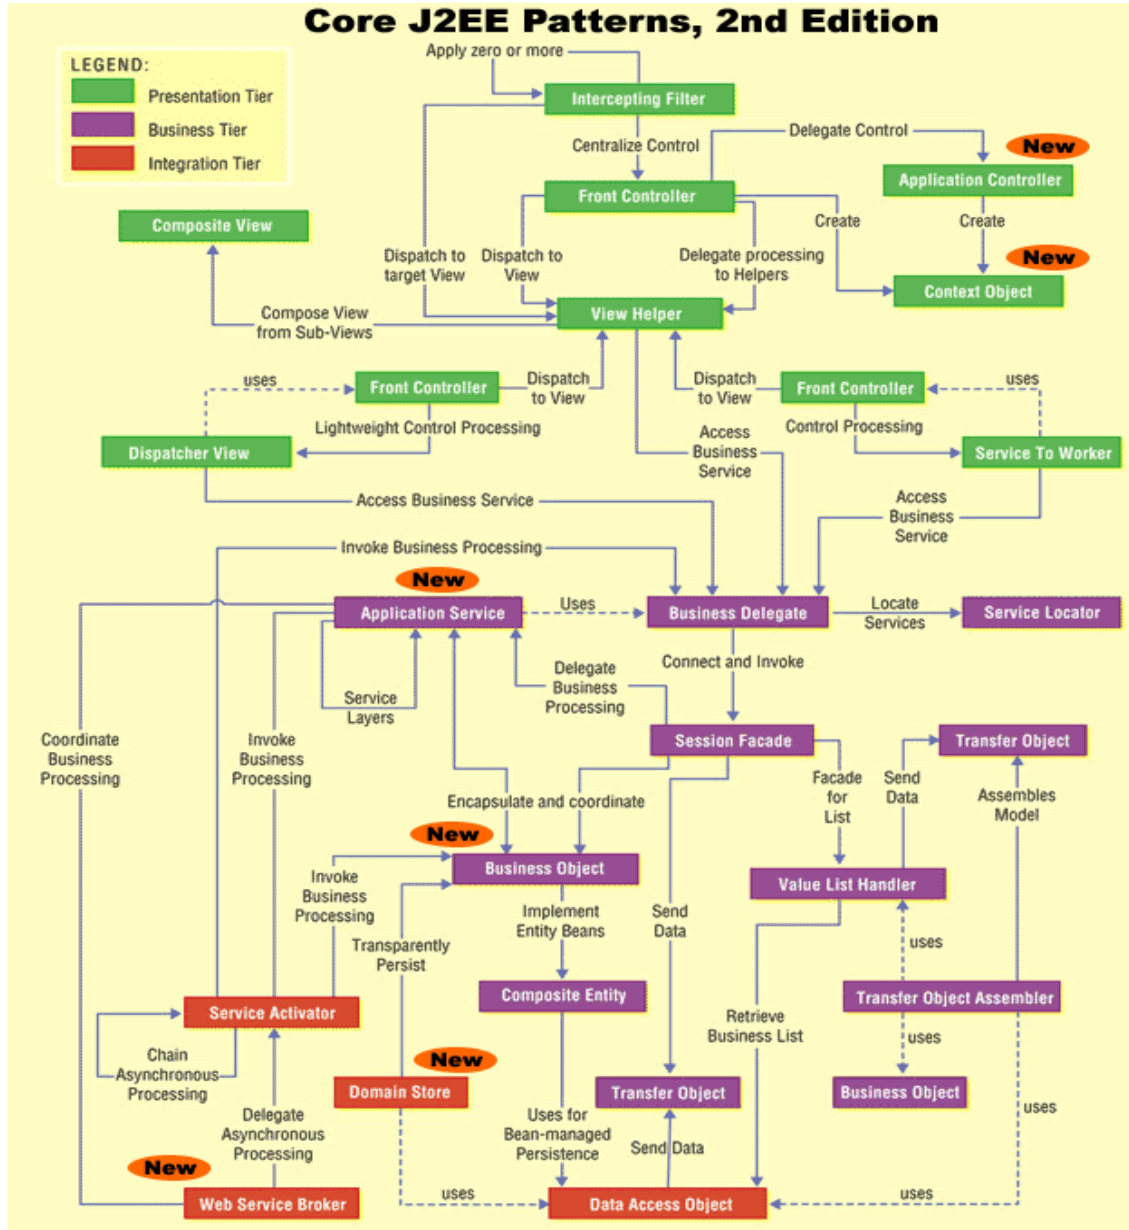 Core J2EE Patterns, 2nd Edition
LEGEND:
Presentation Tier
Business Tier
Integration Tier
Apply zero or more
Intercepting Filter
Centralize Control
Delegate Control
New
Application Controller
Front Controller
Composite View
Create
Create
Dispatch to
target View
Dispatch to
View
Delegate processing
to Helpers
New
Context Object
View Helper
Compose View
from Sub-Views
uses
Front Controller
Dispatch
to View
Dispatch
to View
Front Controller
uses
Lightweight Control Processing
Control Processing
Dispatcher View
Access
Business
Service
Service To Worker
Access Business Service
Access
Business
Service
Invoke Business Processing
New
Application Service
Uses
Business Delegate
Locate
Services
Service Locator
Connect and Invoke
Delegate
Business
Processing
Service
Layers
Coordinate
Business
Processing
Invoke
Business
Processing
Session Facade
Transfer Object
Facade
for
List
Send
Data
Assembles
Model
Encapsulate and coordinate
New
Business Object
Value List Handler
Invoke
Business
Processing
Implement
Entity Beans
Send
Data
Transparently
Persist
uses
Composite Entity
Transfer Object Assembler
Service Activator
Retrieve
Business List
uses
Chain
Asynchronous
Processing
New
Domain Store
Transfer Object
Business Object
Delegate
Asynchronous
Processing
Uses for
Bean-managed
Persistence
Send Data
uses
New
Web Service Broker
uses
Data Access Object
uses